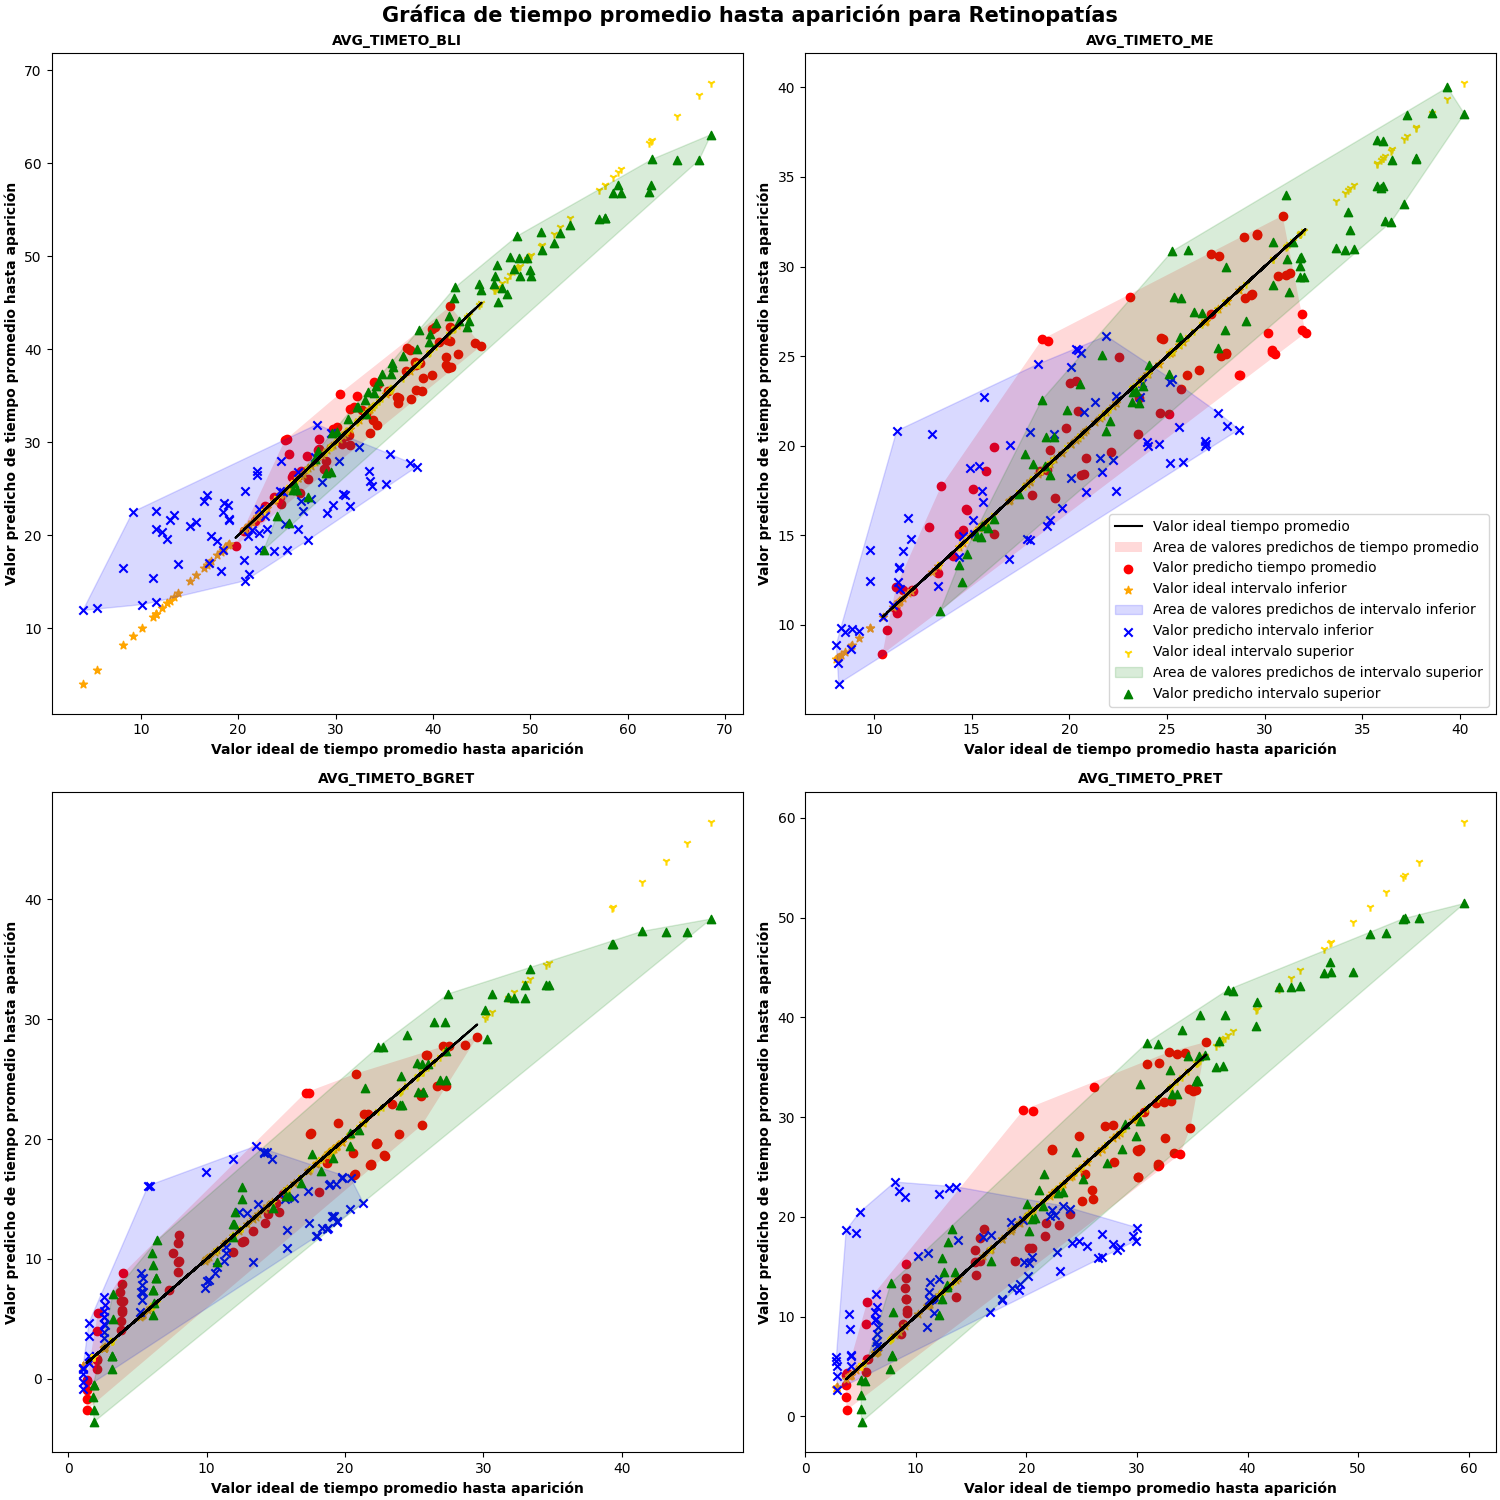 Gráfica de tiempo promedio hasta aparición para Retinopatías
AVG_TIMETO_BLI
Valor predicho de tiempo promedio hasta aparición
70
60
50
40
30
20
10
10
20
30
40
50
60
70
Valor ideal de tiempo promedio hasta aparición
AVG_TIMETO_ME
Valor predicho de tiempo promedio hasta aparición
40
35
30
25
20
15
10
10
15
20
25
30
35
40
Valor ideal de tiempo promedio hasta aparición
Valor ideal tiempo promedio
Area de valores predichos de tiempo promedio
Valor predicho tiempo promedio
Valor ideal intervalo inferior
Area de valores predichos de intervalo inferior
Valor predicho intervalo inferior
Valor ideal intervalo superior
Area de valores predichos de intervalo superior
Valor predicho intervalo superior
AVG_TIMETO_BGRET
Valor predicho de tiempo promedio hasta aparición
40
30
20
10
0
0
10
20
30
40
Valor ideal de tiempo promedio hasta aparición
AVG_TIMETO_PRET
Valor predicho de tiempo promedio hasta aparición
60
50
40
30
20
10
0
0
10
20
30
40
50
60
Valor ideal de tiempo promedio hasta aparición